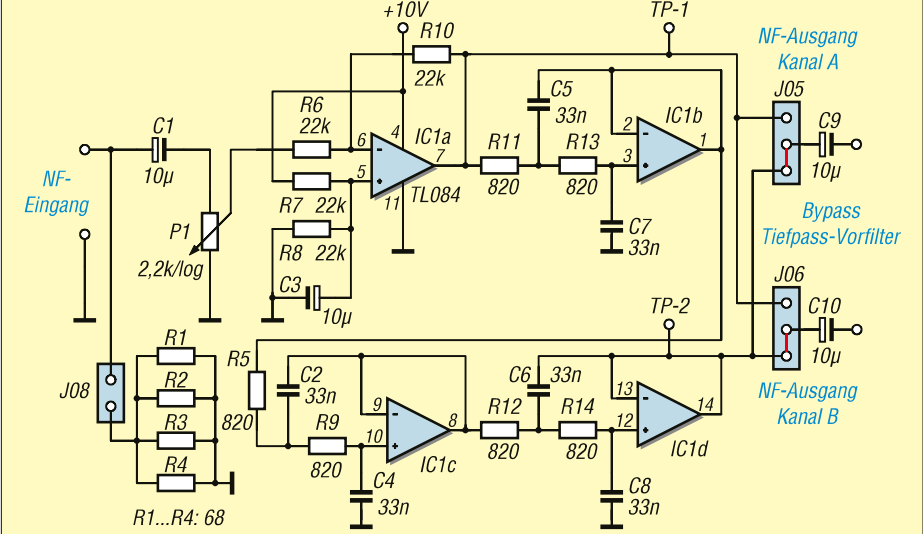 +10V
TP-1
R10
22k
NF-Ausgang
Kanal A
J05
C5
33n
IC1b
2
1
3
C1
10µ
R6
22k
6
4
IC1a
7
5
11
TL084
R11
820
R13
820
C9
10µ
NF-
Eingang
R7 22k
R8 22k
C7
33n
P1
2,2k/log
Bypass
Tiefpass-Vorfilter
C3
10µ
J06
C10
10µ
TP-2
R1
R2
R3
R4
R1...R4: 68
J08
R5
820
C2
33n
R9
820
9
8
10
IC1c
C4
33n
C6 33n
R12
820
R14
820
13
14
12
IC1d
C8
33n
NF-Ausgang
Kanal B